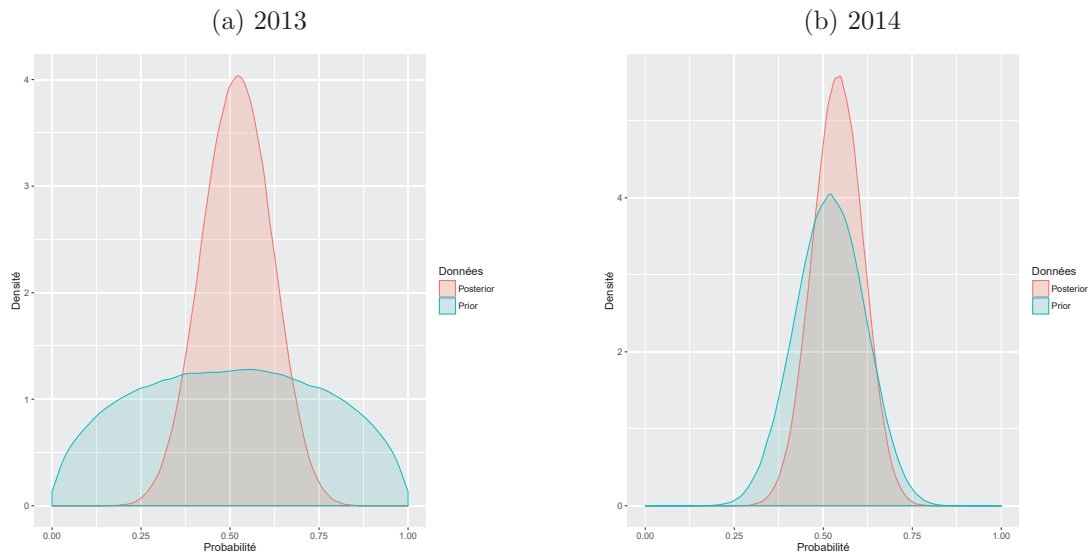 (a) 2013
4
3
2
1
0
Densité
0.00 0.25 0.50 0.75 1.00
Probabilité
Données
Posterior
Prior
(b) 2014
4
2
0
Densité
0.00 0.25 0.50 0.75 1.00
Probabilité
Données
Posterior
Prior